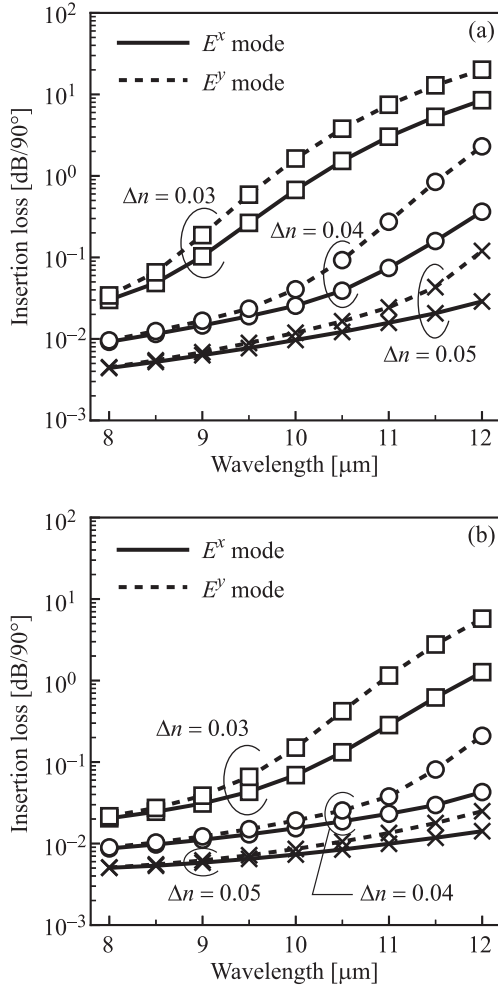 (a)
E^x mode
E^y mode
10^2
10^1
10^0
10^−1
10^−2
10^−3
Insertion loss [dB/90°]
Δn = 0.03
Δn = 0.04
Δn = 0.05
8 9 10 11 12
Wavelength [μm]
(b)
E^x mode
E^y mode
10^2
10^1
10^0
10^−1
10^−2
10^−3
Insertion loss [dB/90°]
Δn = 0.03
Δn = 0.05
Δn = 0.04
8 9 10 11 12
Wavelength [μm]